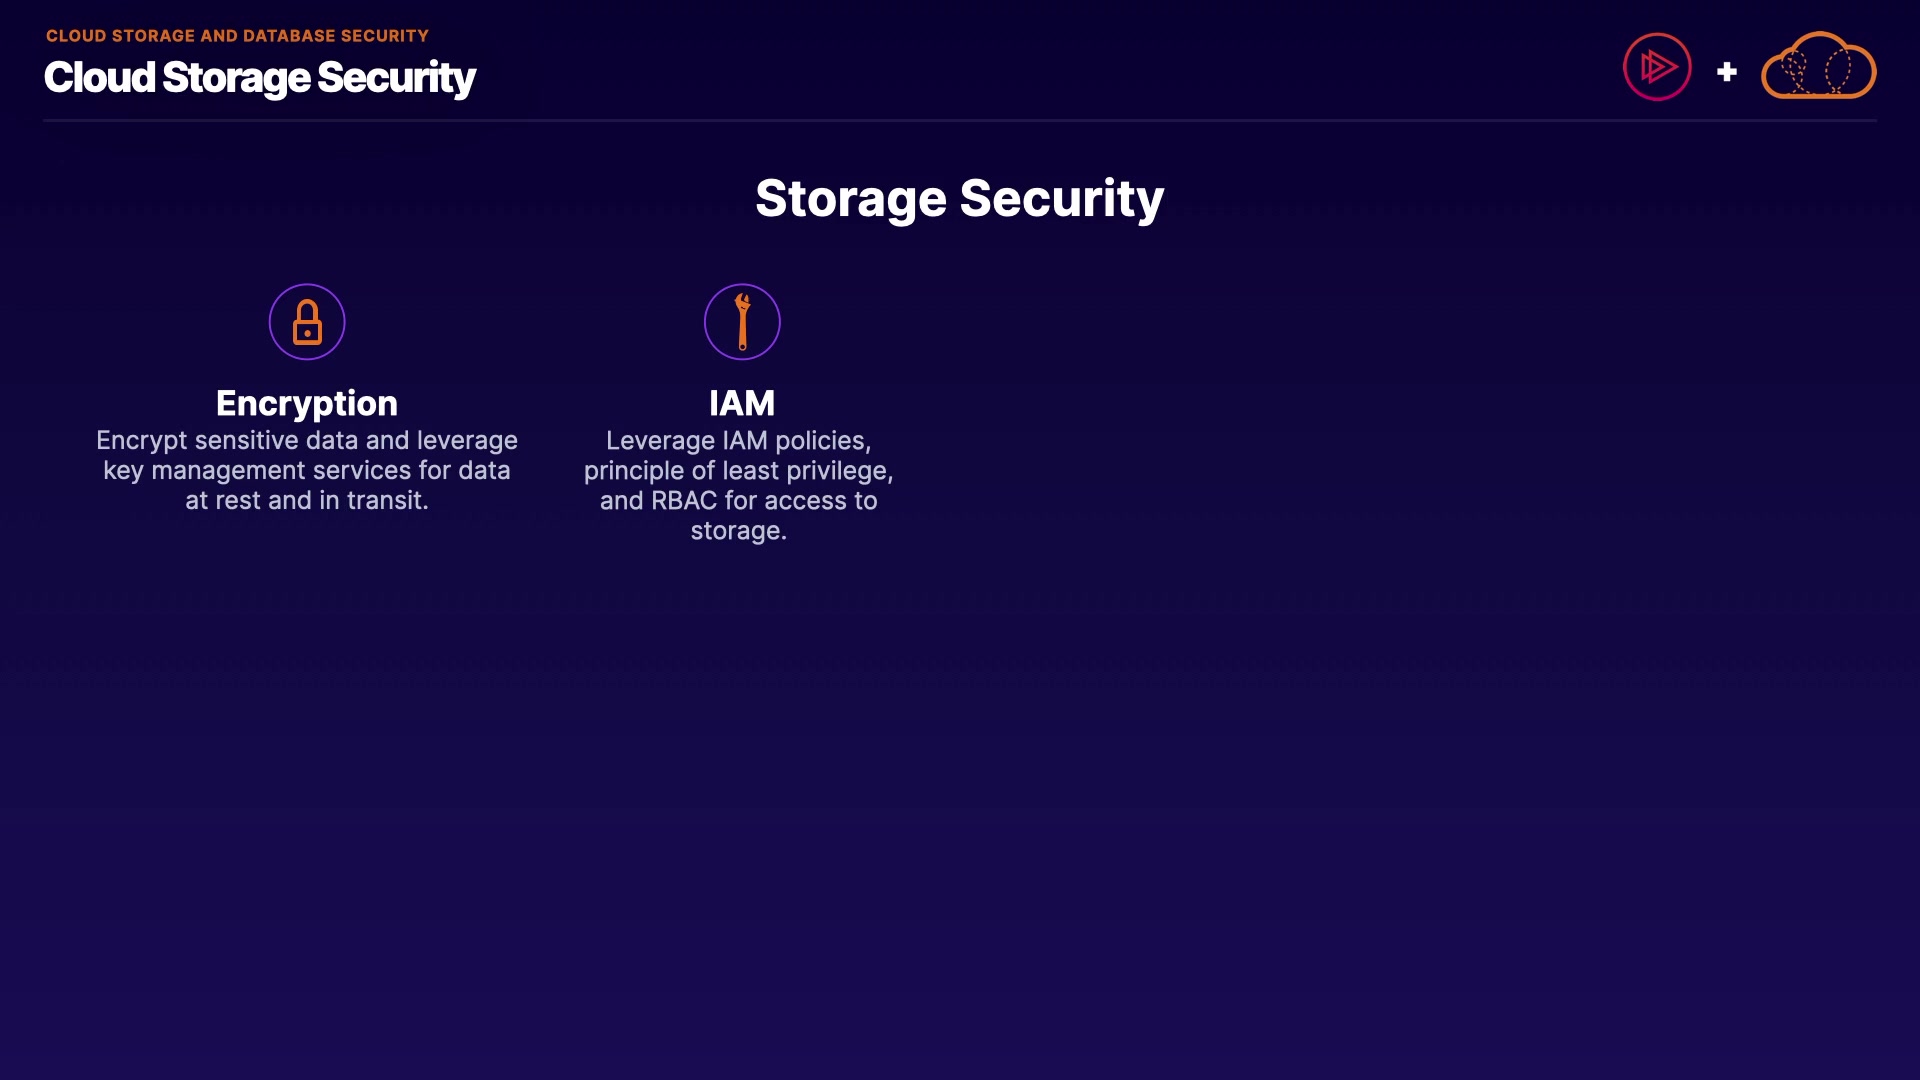 CLOUD STORAGE AND DATABASE SECURITY
Cloud Storage Security
Storage Security
Encryption
Encrypt sensitive data and leverage
key management services for data
at rest and in transit.
IAM
Leverage IAM policies,
principle of least privilege,
and RBAC for access to
storage.